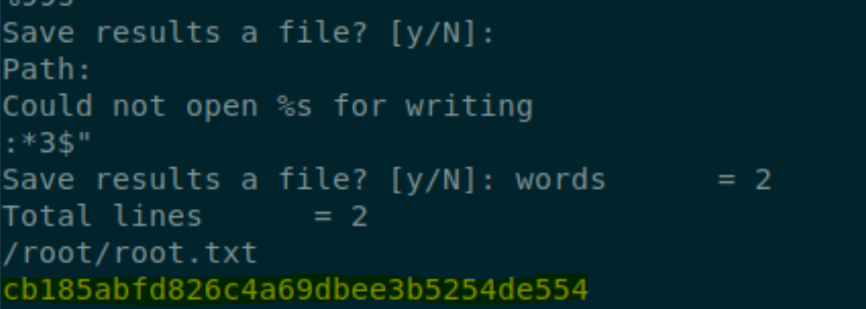 Save results a file? [y/N]:
Path:
Could not open %s for writing
:*3$"
Save results a file? [y/N]: words      = 2
Total lines      = 2
/root/root.txt
cb185abfd826c4a69dbee3b5254de554